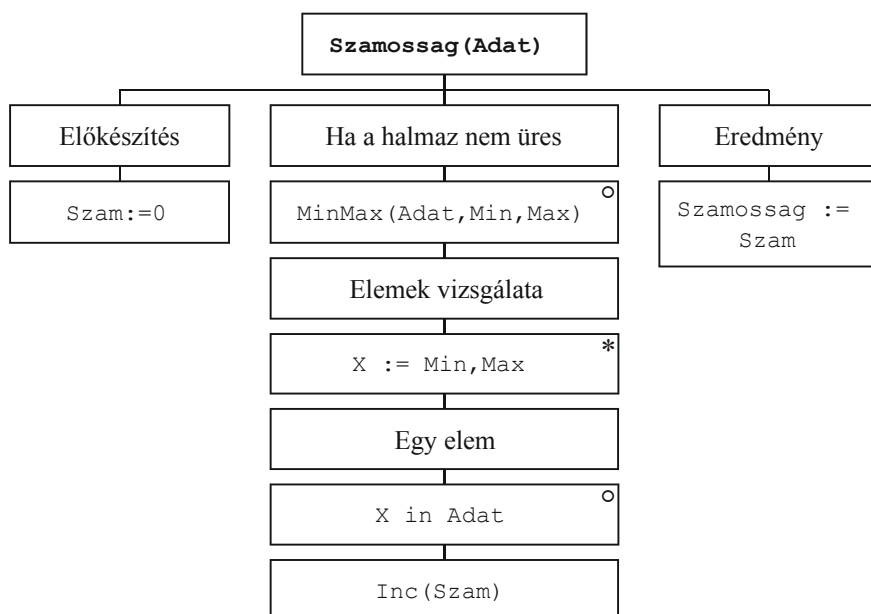 Szamossag(Adat)
Előkészítés
Ha a halmaz nem üres
Eredmény
Szam:=0
MinMax(Adat,Min,Max)
Szamossag :=
Szam
Elemek vizsgálata
*
X := Min,Max
Egy elem
X in Adat
Inc(Szam)